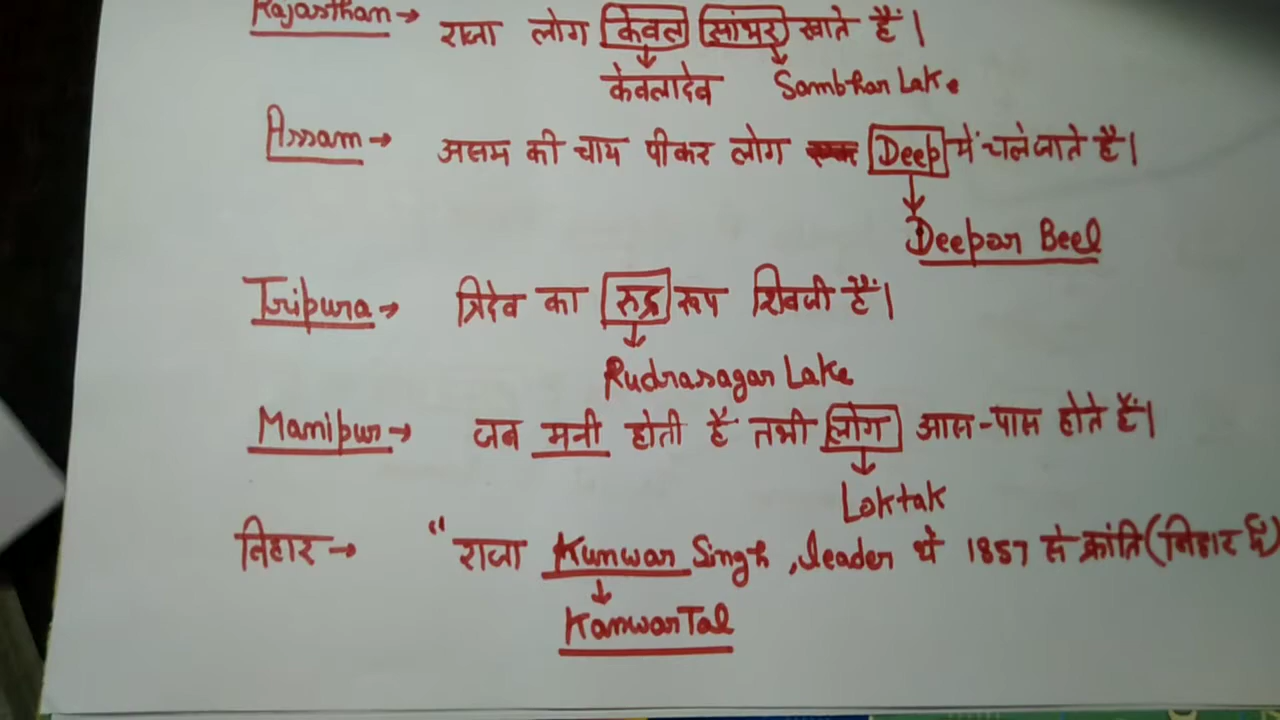 Rajasthan → राजा लोग केवल सांभर खाते हैं।
केवलादेव Sambhar Lake
Assam → असम की चाय पीकर लोग Deep में चले जाते है।
Deepar Beel
Tripura → त्रिदेव का रुद्र रूप शिवजी हैं।
Rudrasagar Lake
Manipur → जब मनी होती है तभी लोग आस-पास होते हैं।
Loktak
बिहार → "राजा Kunwar Singh, leader थे 1857 से क्रांति (बिहार
KanwarTal